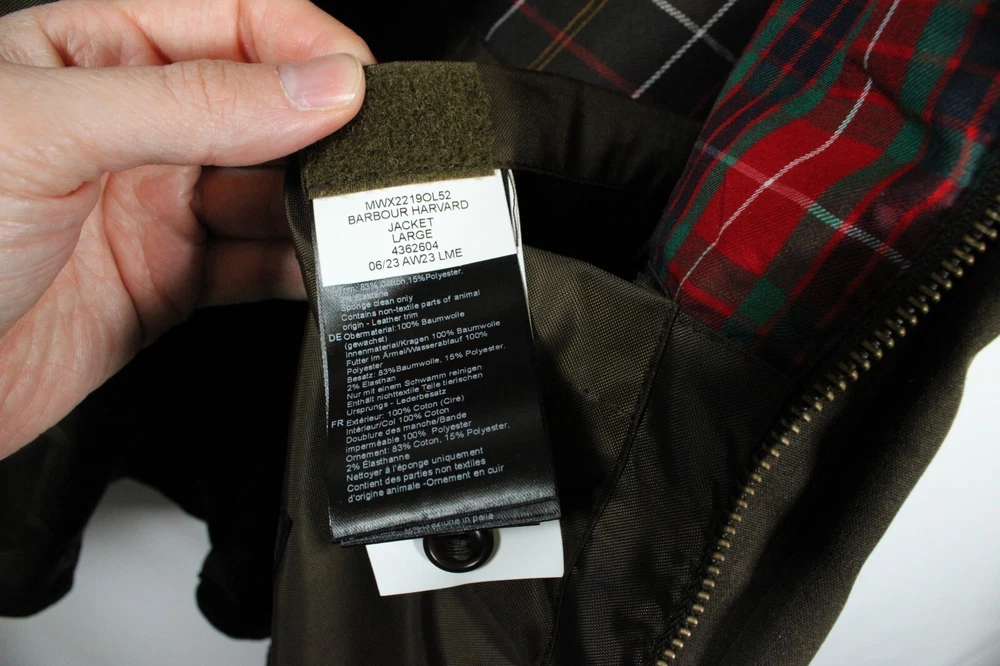 MWX2219OL52
BARBOUR HARVARD
JACKET
LARGE
4362604
06/23 AW23 LME
Trim: 83% Cotton,15%Polyester.
2% Elastane
Sponge clean only
Contains non-textile parts of animal
origin - Leather trim
DE Obermaterial:100% Baumwolle
(gewachst)
Innenmaterial/Kragen 100% Baumwolle
Futter im Ärmel/Wasserablauf 100%
Polyester
Besatz: 83%Baumwolle, 15% Polyester.
2% Elasthan
Nur mit einem Schwamm reinigen
Enthält nichttextile Teile tierischen
Ursprungs - Lederbesatz
FR Extérieur: 100% Coton (Ciré)
Intérieur/Col 100% Coton
Doublure des manche/Bande
imperméable 100% Polyester
Ornement: 83% Coton, 15% Polyester.
2% Élasthanne
Nettoyer à l'éponge uniquement
Contient des parties non textiles
d'origine animale -Ornement en cuir
in pelle